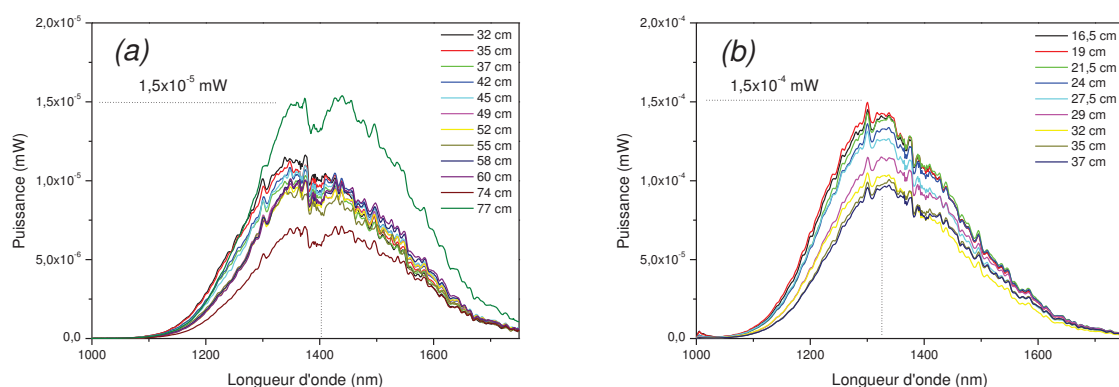 (a)
2,0x10⁻⁵
1,5x10⁻⁵
1,0x10⁻⁵
5,0x10⁻⁶
0,0
Puissance (mW)
1,5x10⁻⁵ mW
32 cm
35 cm
37 cm
42 cm
45 cm
49 cm
52 cm
55 cm
58 cm
60 cm
74 cm
77 cm
1000 1200 1400 1600
Longueur d'onde (nm)
(b)
2,0x10⁻⁴
1,5x10⁻⁴
1,0x10⁻⁴
5,0x10⁻⁵
0,0
Puissance (mW)
1,5x10⁻⁴ mW
16,5 cm
19 cm
21,5 cm
24 cm
27,5 cm
29 cm
32 cm
35 cm
37 cm
1000 1200 1400 1600
Longueur d'onde (nm)